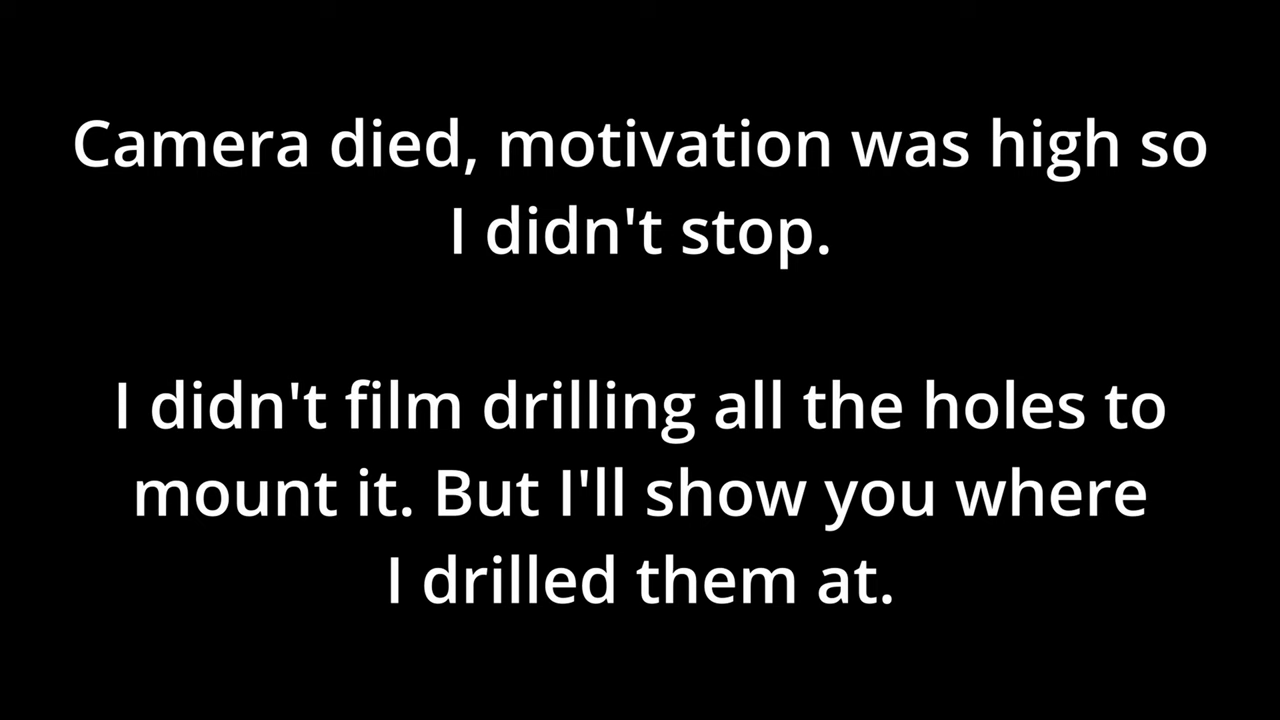 Camera died, motivation was high so
I didn't stop.
I didn't film drilling all the holes to
mount it. But I'll show you where
I drilled them at.